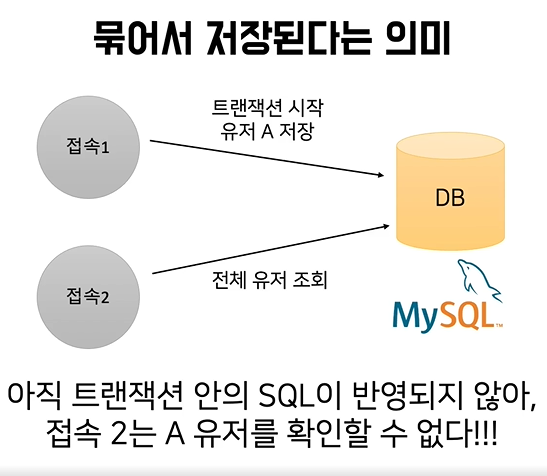 묶어서 저장된다는 의미
접속1
트랜잭션 시작
유저 A 저장
DB
접속2
전체 유저 조회
MySQL™
아직 트랜잭션 안의 SQL이 반영되지 않아,
접속 2는 A 유저를 확인할 수 없다!!!